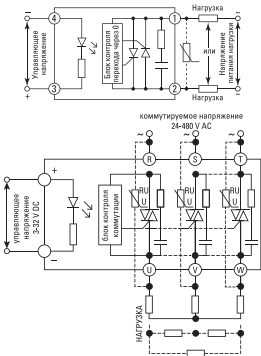 Нагрузка
–
4
1
~
Управляющее
напряжение
Блок контроля
перехода через 0
или
Напряжение
питания нагрузки
+
3
2
~
Нагрузка
коммутируемое напряжение
24-480 V AC
~
~
~
R
S
T
+
управляющее
напряжение
3-32 V DC
блок контроля
коммутации
RU
U
RU
U
RU
U
–
U
V
W
НАГРУЗКА